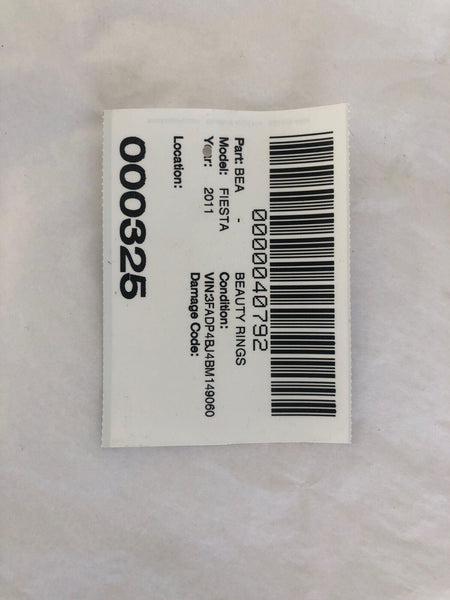 0000040792
Part: BEA - BEAUTY RINGS
Model: FIESTA Condition:
Year: 2011 VIN:3FADP4BJ4BM149060
Damage Code:
Location:
000325